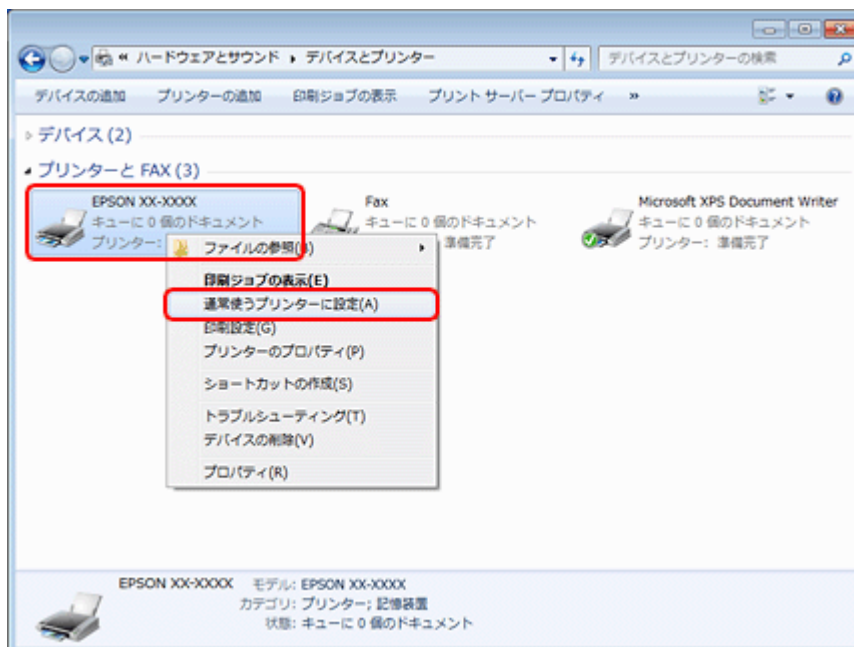 ハードウェアとサウンド デバイスとプリンター デバイスとプリンターの検索
デバイスの追加 プリンターの追加 印刷ジョブの表示 プリント サーバー プロパティ »
デバイス (2)
プリンターと FAX (3)
EPSON XX-XXXX
キューに 0 個のドキュメント
プリンター:
Fax
キューに 0 個のドキュメント
準備完了
Microsoft XPS Document Writer
キューに 0 個のドキュメント
プリンター: 準備完了
ファイルの参照(B)
印刷ジョブの表示(E)
通常使うプリンターに設定(A)
印刷設定(G)
プリンターのプロパティ(P)
ショートカットの作成(S)
トラブルシューティング(T)
デバイスの削除(V)
プロパティ(R)
EPSON XX-XXXX モデル: EPSON XX-XXXX
カテゴリ: プリンター; 記憶装置
状態: キューに 0 個のドキュメント